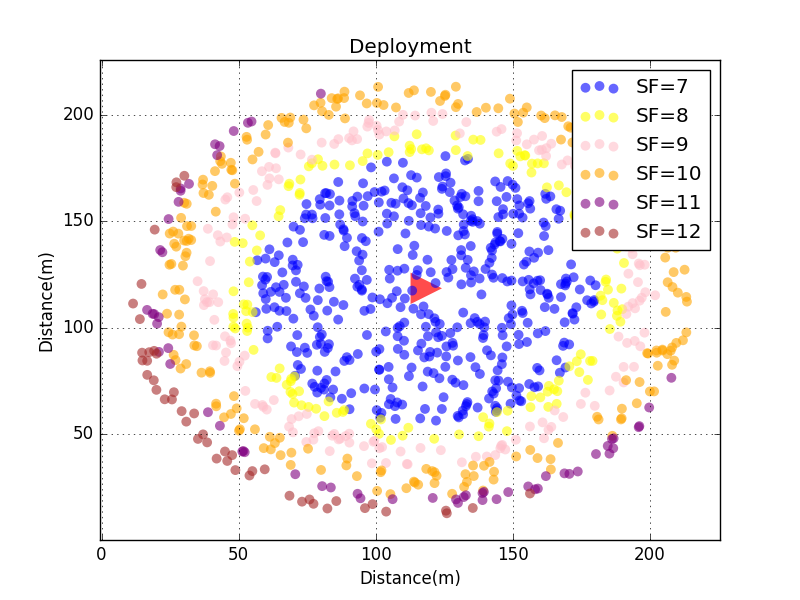 Deployment
SF=7
SF=8
SF=9
SF=10
SF=11
SF=12
200
150
100
50
0
50
100
150
200
Distance(m)
Distance(m)